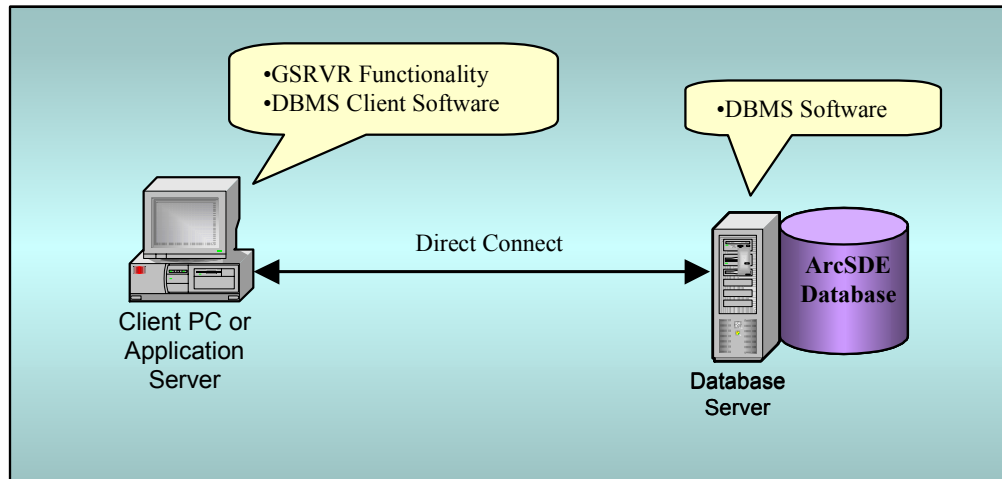 •GSRVR Functionality
•DBMS Client Software
•DBMS Software
Direct Connect
ArcSDE
Database
Client PC or
Application
Server
Database
Server